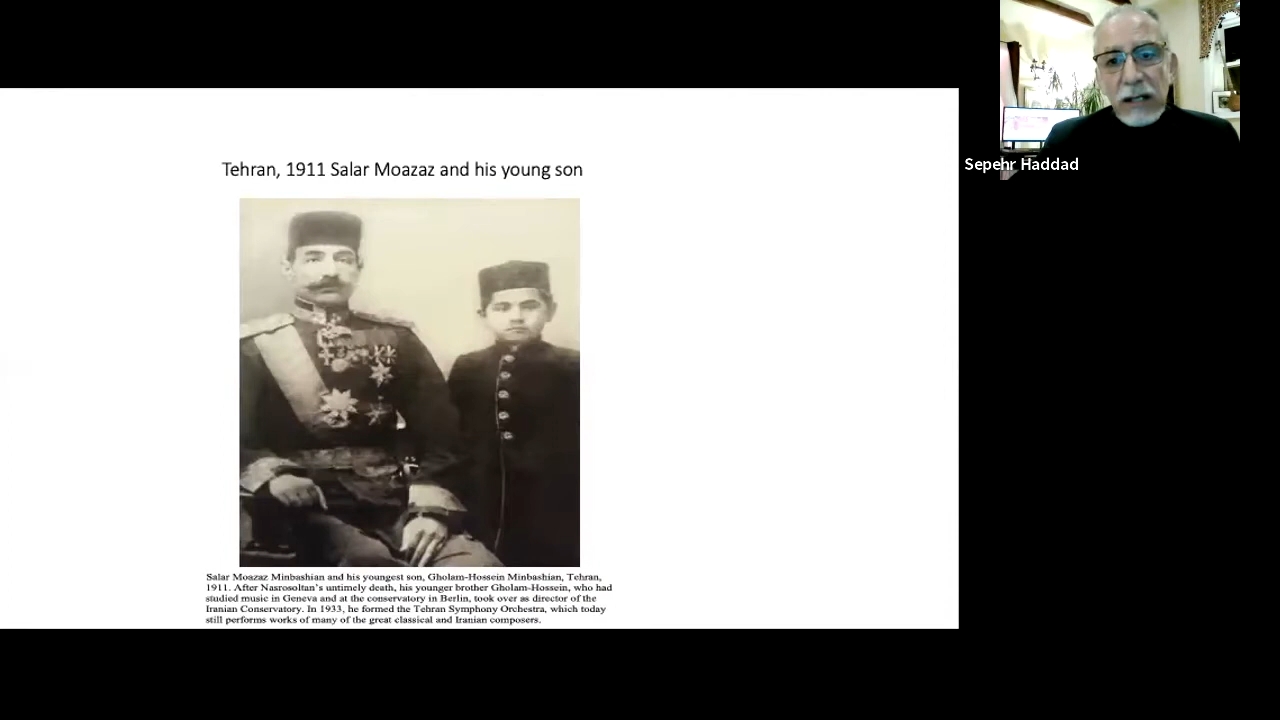 Tehran, 1911 Salar Moazaz and his young son
Sepehr Haddad
Salar Moazaz Minbashian and his youngest son, Gholam-Hossein Minbashian, Tehran,
1911. After Nasrosoltan's untimely death, his younger brother Gholam-Hossein, who had
studied music in Geneva and at the conservatory in Berlin, took over as director of the
Iranian Conservatory. In 1933, he formed the Tehran Symphony Orchestra, which today
still performs works of many of the great classical and Iranian composers.